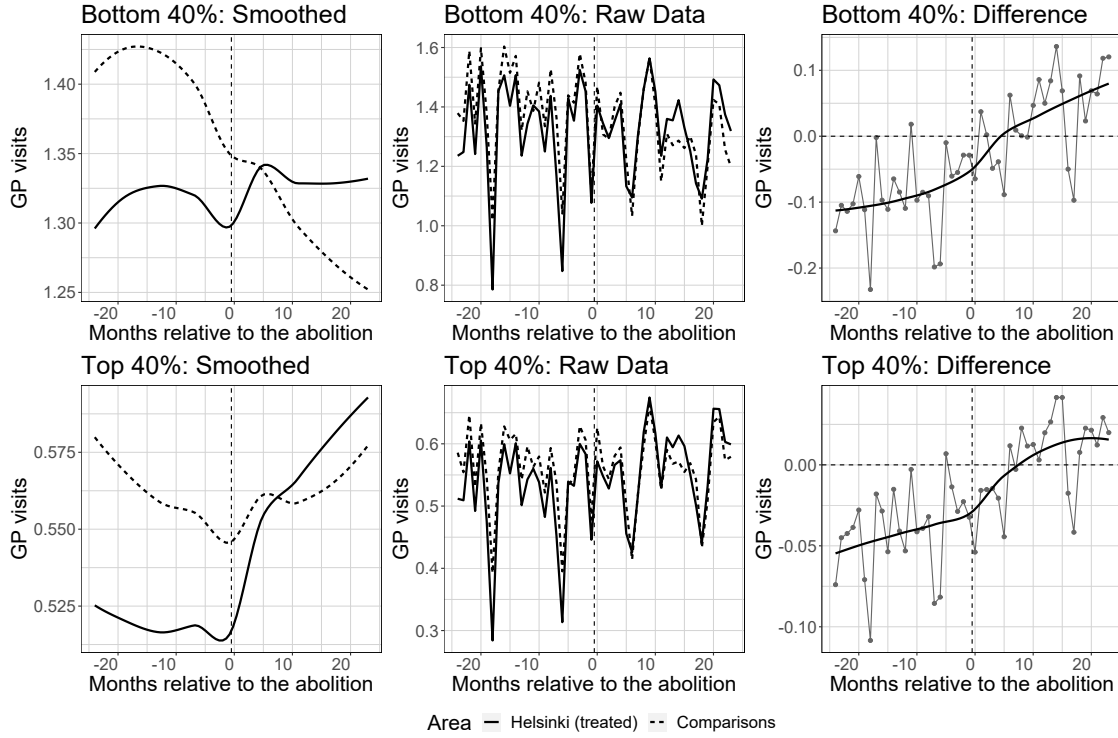 Bottom 40%: Smoothed
Bottom 40%: Raw Data
Bottom 40%: Difference
GP visits
1.40
1.35
1.30
1.25
-20 -10 0 10 20
Months relative to the abolition
GP visits
1.6
1.4
1.2
1.0
0.8
-20 -10 0 10 20
Months relative to the abolition
GP visits
0.1
0.0
-0.1
-0.2
-20 -10 0 10 20
Months relative to the abolition
Top 40%: Smoothed
Top 40%: Raw Data
Top 40%: Difference
GP visits
0.575
0.550
0.525
-20 -10 0 10 20
Months relative to the abolition
GP visits
0.6
0.5
0.4
0.3
-20 -10 0 10 20
Months relative to the abolition
GP visits
0.00
-0.05
-0.10
-20 -10 0 10 20
Months relative to the abolition
Area Helsinki (treated) Comparisons